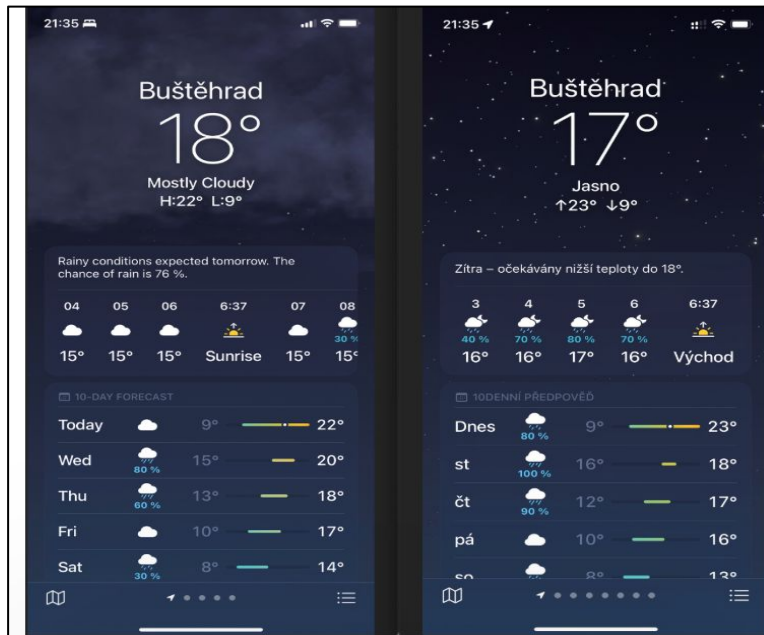 21:35
Buštěhrad
18°
Mostly Cloudy
H:22° L:9°
Rainy conditions expected tomorrow. The
chance of rain is 76 %.
04 05 06 6:37 07 08
30 %
15° 15° 15° Sunrise 15° 15°
10-DAY FORECAST
Today 9° 22°
Wed 80 % 15° 20°
Thu 60 % 13° 18°
Fri 10° 17°
Sat 30 % 8° 14°
21:35
Buštěhrad
17°
Jasno
↑23° ↓9°
Zítra – očekávány nižší teploty do 18°.
3 4 5 6 6:37
40 % 70 % 80 % 70 %
16° 16° 17° 16° Východ
10DENNÍ PŘEDPOVĚĎ
Dnes 80 % 9° 23°
st 100 % 16° 18°
čt 90 % 12° 17°
pá 10° 16°
so 8° 13°